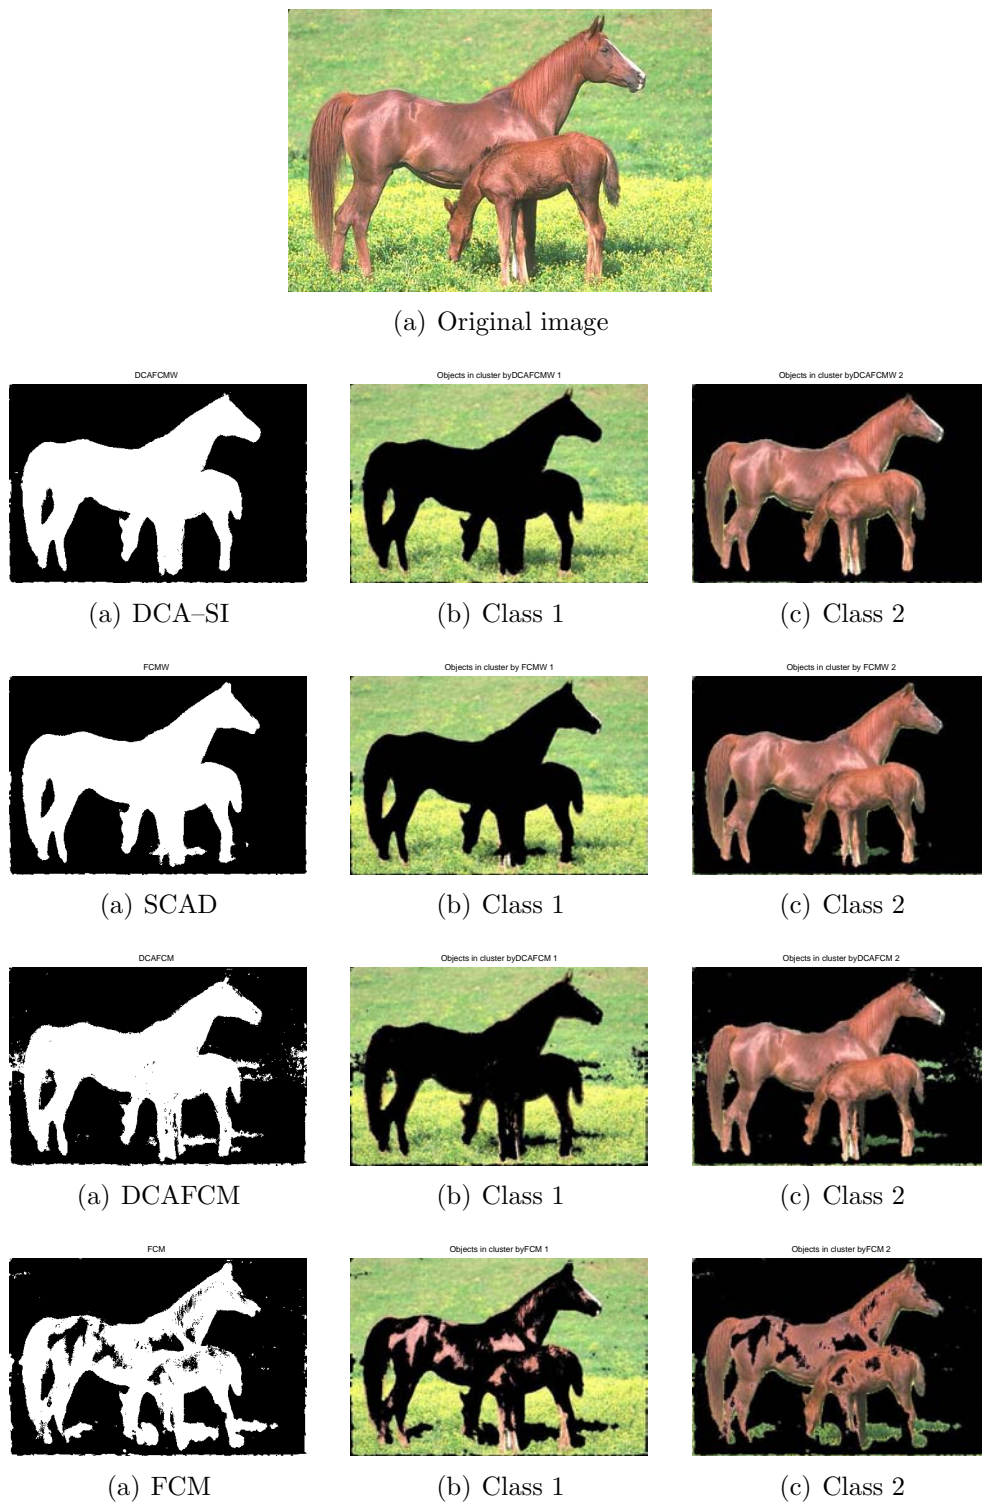 (a) Original image
DCAFCMW
Objects in cluster byDCAFCMW 1
Objects in cluster byDCAFCMW 2
(a) DCA–SI
(b) Class 1
(c) Class 2
FCMW
Objects in cluster by FCMW 1
Objects in cluster by FCMW 2
(a) SCAD
(b) Class 1
(c) Class 2
DCAFCM
Objects in cluster byDCAFCM 1
Objects in cluster byDCAFCM 2
(a) DCAFCM
(b) Class 1
(c) Class 2
FCM
Objects in cluster byFCM 1
Objects in cluster byFCM 2
(a) FCM
(b) Class 1
(c) Class 2